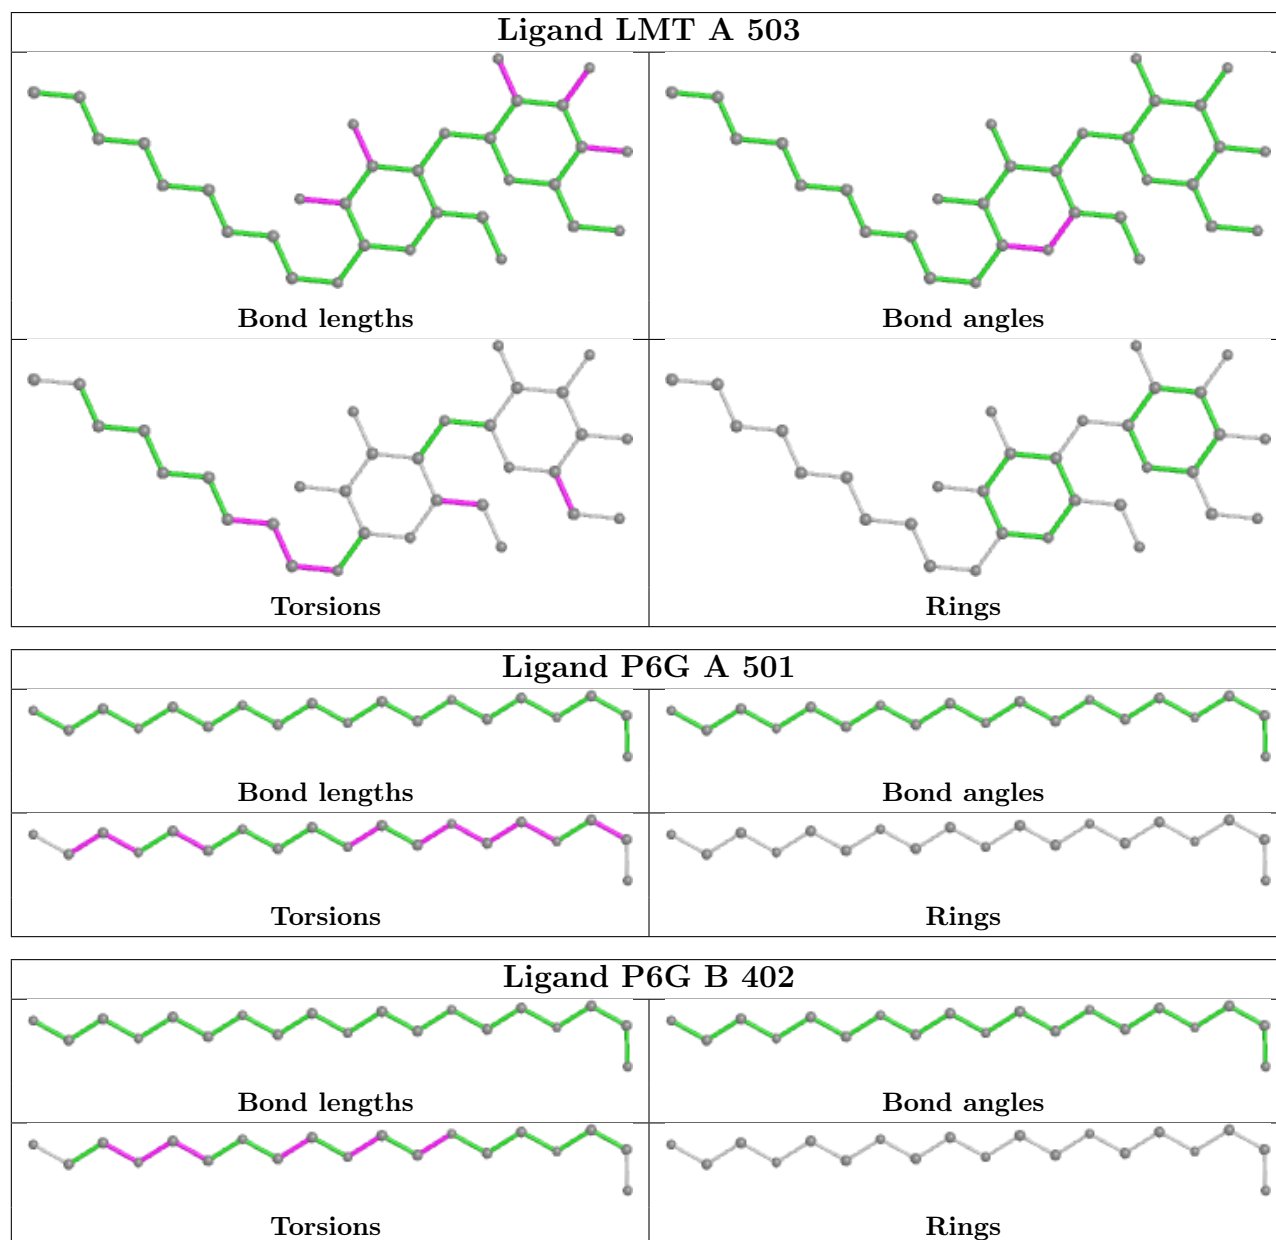 Ligand LMT A 503
Bond lengths
Bond angles
Torsions
Rings
Ligand P6G A 501
Bond lengths
Bond angles
Torsions
Rings
Ligand P6G B 402
Bond lengths
Bond angles
Torsions
Rings